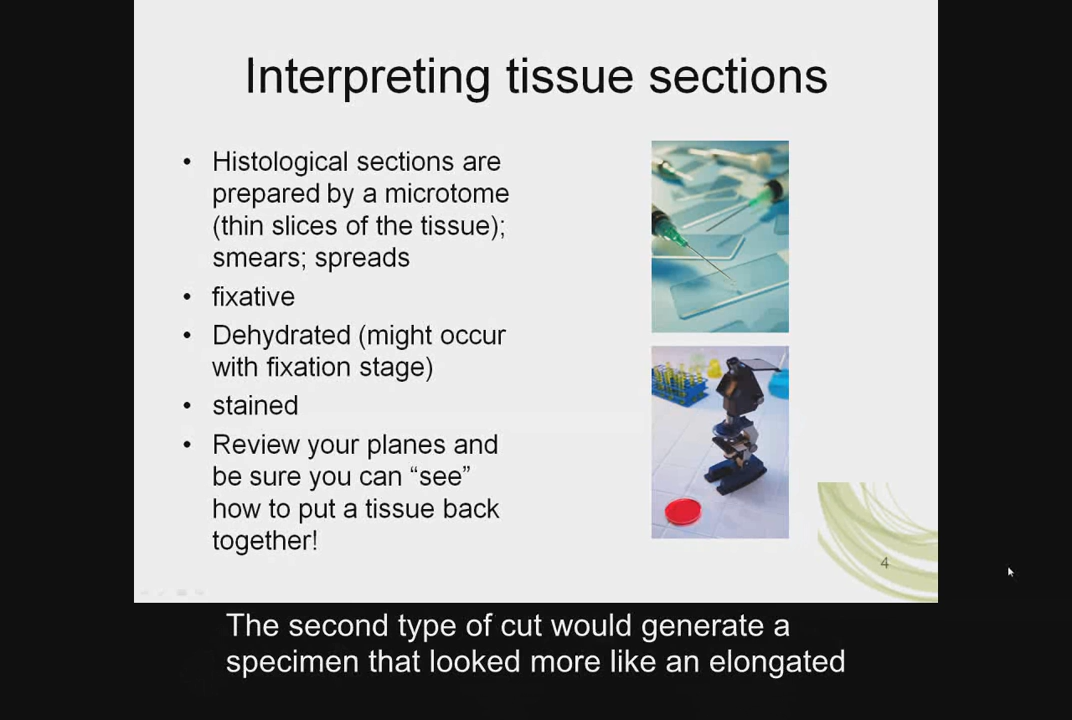 Interpreting tissue sections
• Histological sections are
prepared by a microtome
(thin slices of the tissue);
smears; spreads
• fixative
• Dehydrated (might occur
with fixation stage)
• stained
• Review your planes and
be sure you can “see”
how to put a tissue back
together!
4
The second type of cut would generate a
specimen that looked more like an elongated